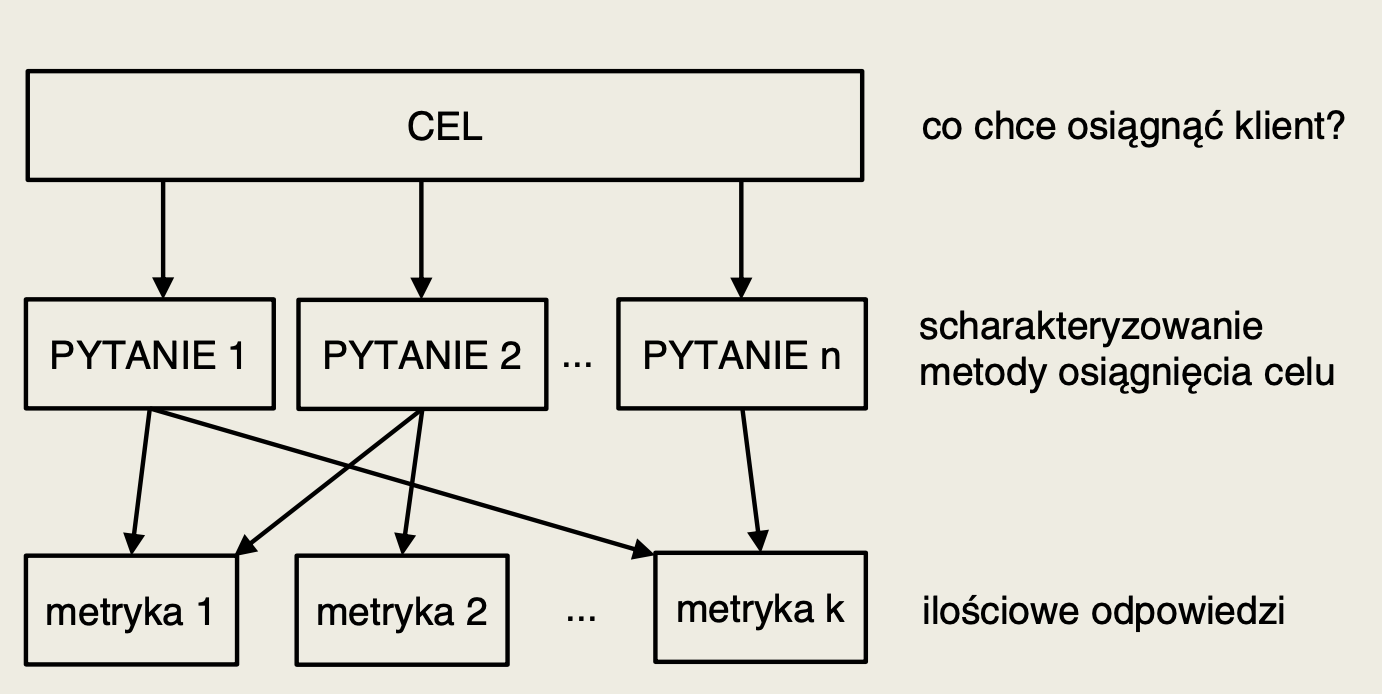 CEL
co chce osiągnąć klient?
PYTANIE 1
PYTANIE 2
...
PYTANIE n
scharakteryzowanie
metody osiągnięcia celu
metryka 1
metryka 2
...
metryka k
ilościowe odpowiedzi